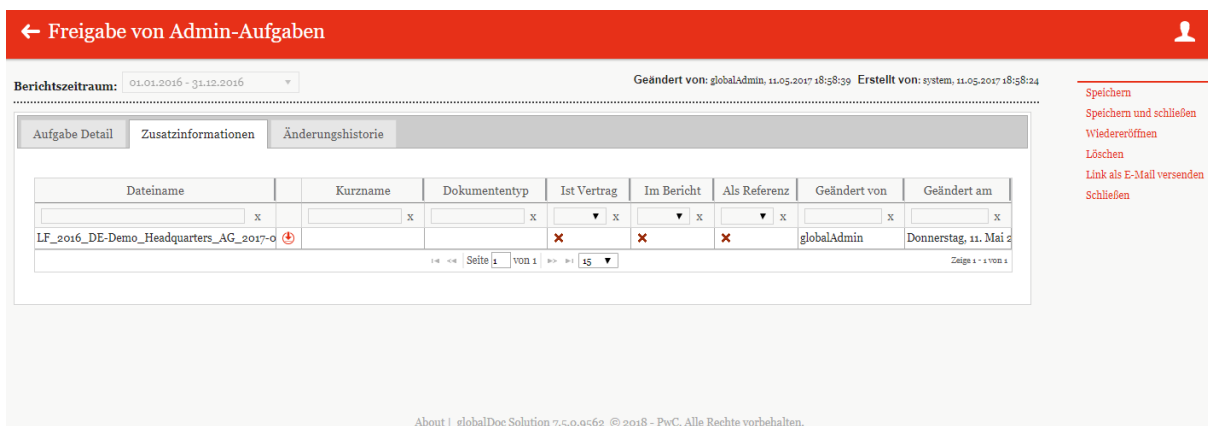 Freigabe von Admin-Aufgaben
Berichtszeitraum: 01.01.2016 - 31.12.2016
Geändert von: globalAdmin, 11.05.2017 18:58:39 Erstellt von: system, 11.05.2017 18:58:24
Speichern
Speichern und schließen
Wiedereröffnen
Löschen
Link als E-Mail versenden
Schließen
Aufgabe Detail Zusatzinformationen Änderungshistorie
Dateiname Kurzname Dokumententyp Ist Vertrag Im Bericht Als Referenz Geändert von Geändert am
x x x x x x x x
LF_2016_DE-Demo_Headquarters_AG_2017-0 globalAdmin Donnerstag, 11. Mai 2
Seite 1 von 1 15 Zeige 1 - 1 von 1
About | globalDoc Solution 7.5.0.9562 © 2018 - PwC. Alle Rechte vorbehalten.